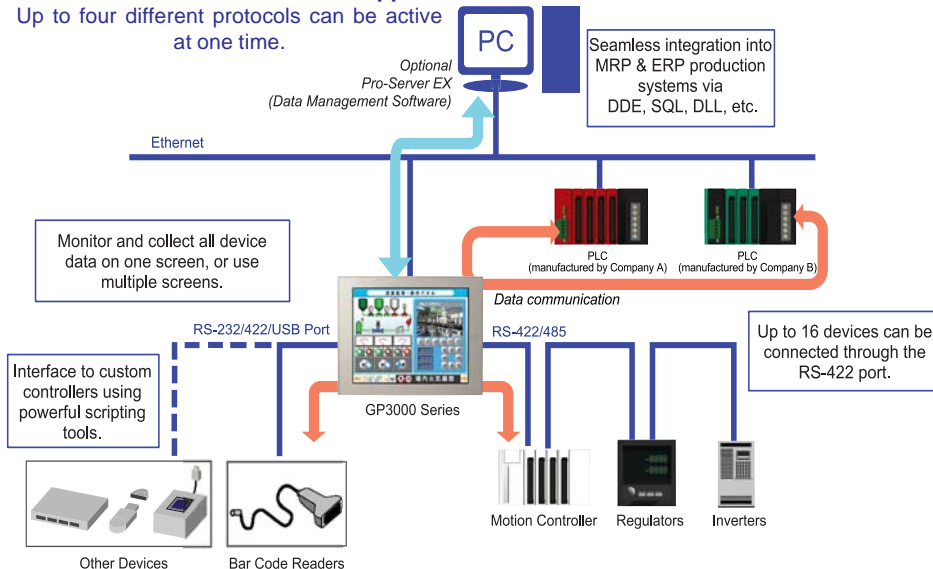 Up to four different protocols can be active
at one time.
PC
Optional
Pro-Server EX
(Data Management Software)
Seamless integration into
MRP & ERP production
systems via
DDE, SQL, DLL, etc.
Ethernet
Monitor and collect all device
data on one screen, or use
multiple screens.
PLC
(manufactured by Company A)
PLC
(manufactured by Company B)
Data communication
RS-232/422/USB Port
RS-422/485
Up to 16 devices can be
connected through the
RS-422 port.
Interface to custom
controllers using
powerful scripting
tools.
GP3000 Series
Other Devices
Bar Code Readers
Motion Controller
Regulators
Inverters